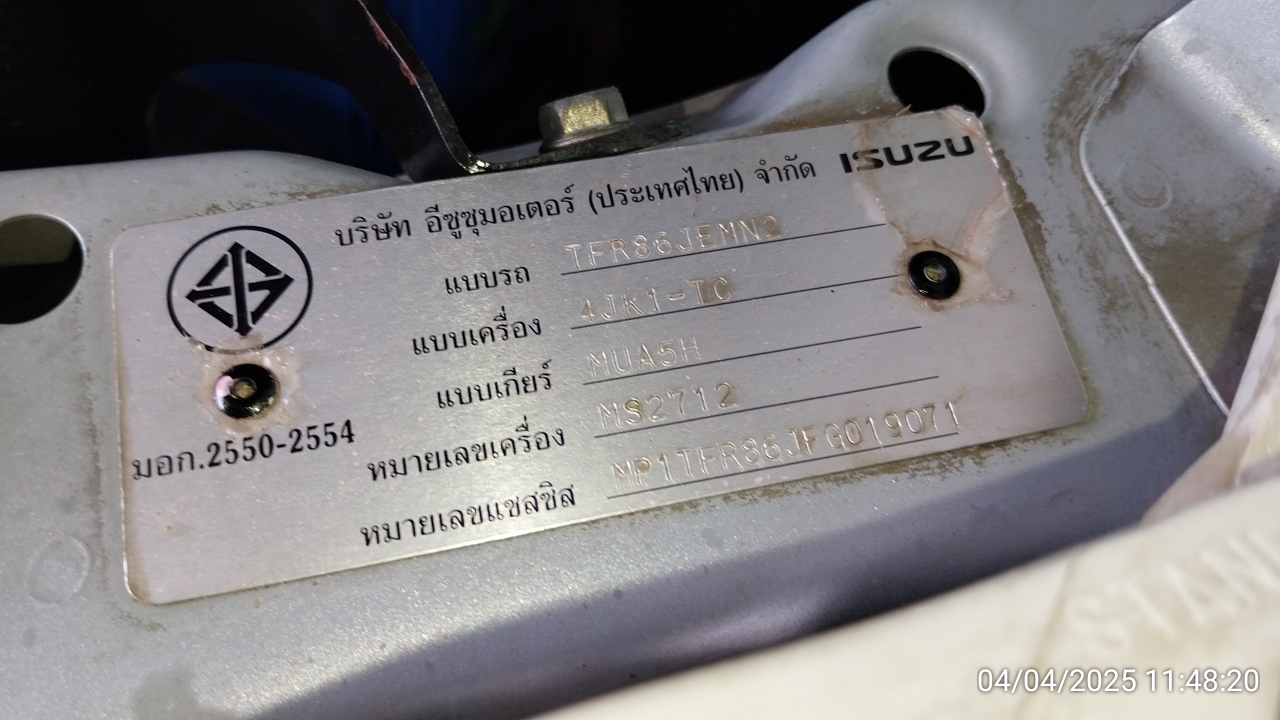 บริษัท อีซูซุมอเตอร์ (ประเทศไทย) จำกัด ISUZU
แบบรถ TFR86JEMN2
แบบเครื่อง 4JK1-TC
แบบเกียร์ MUA5H
หมายเลขเครื่อง MS2712
หมายเลขแชสซิส MP1TFR86JFG019071
มอก.2550-2554
STAN
04/04/2025 11:48:20